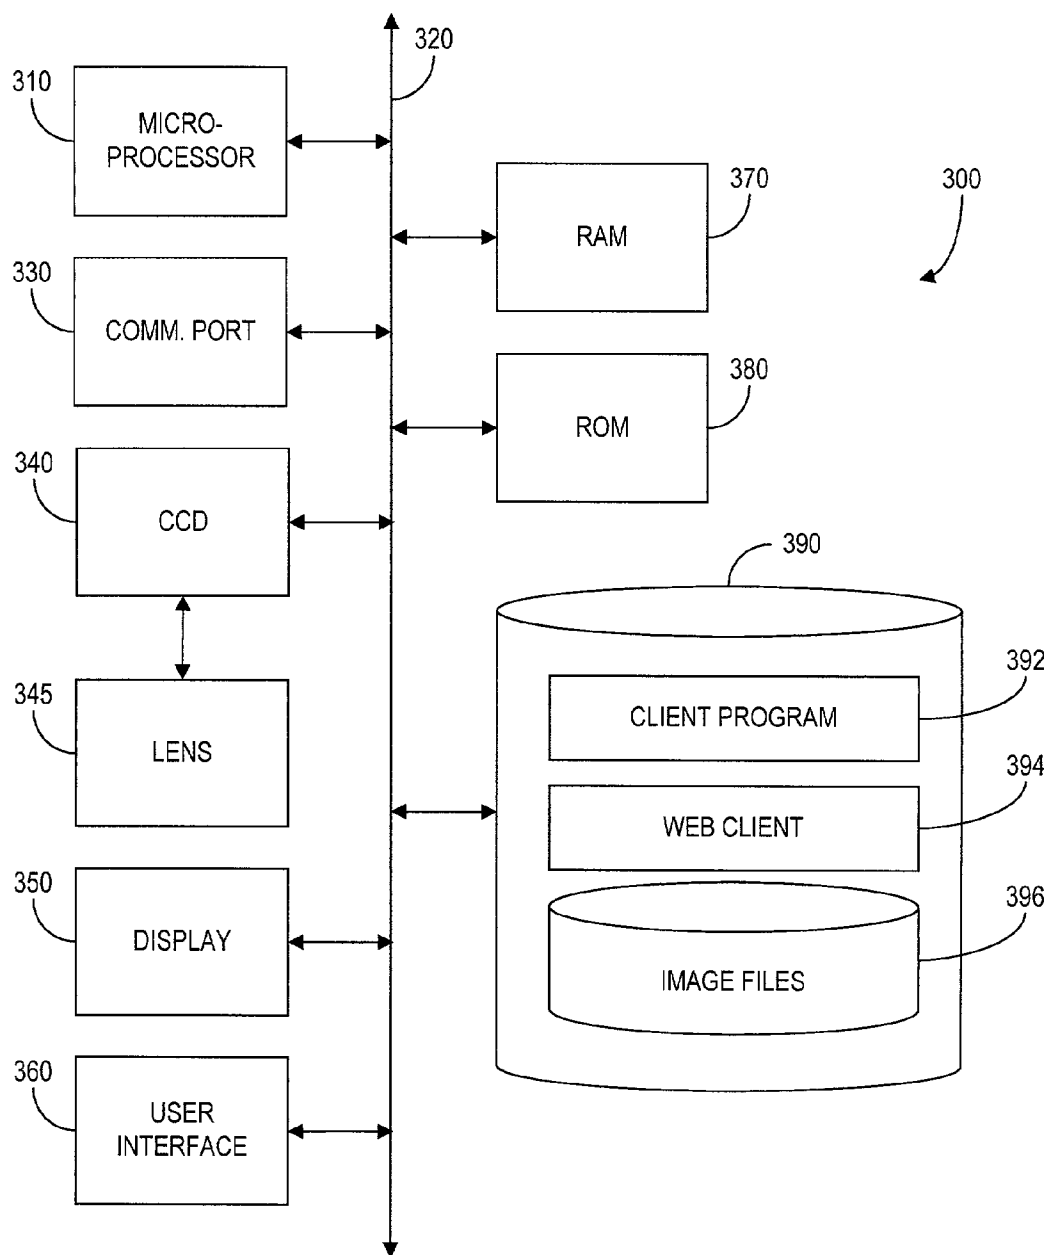 320
310
MICRO-
PROCESSOR
370
RAM
300
330
COMM. PORT
380
ROM
340
CCD
390
392
CLIENT PROGRAM
345
LENS
394
WEB CLIENT
350
DISPLAY
396
IMAGE FILES
360
USER
INTERFACE